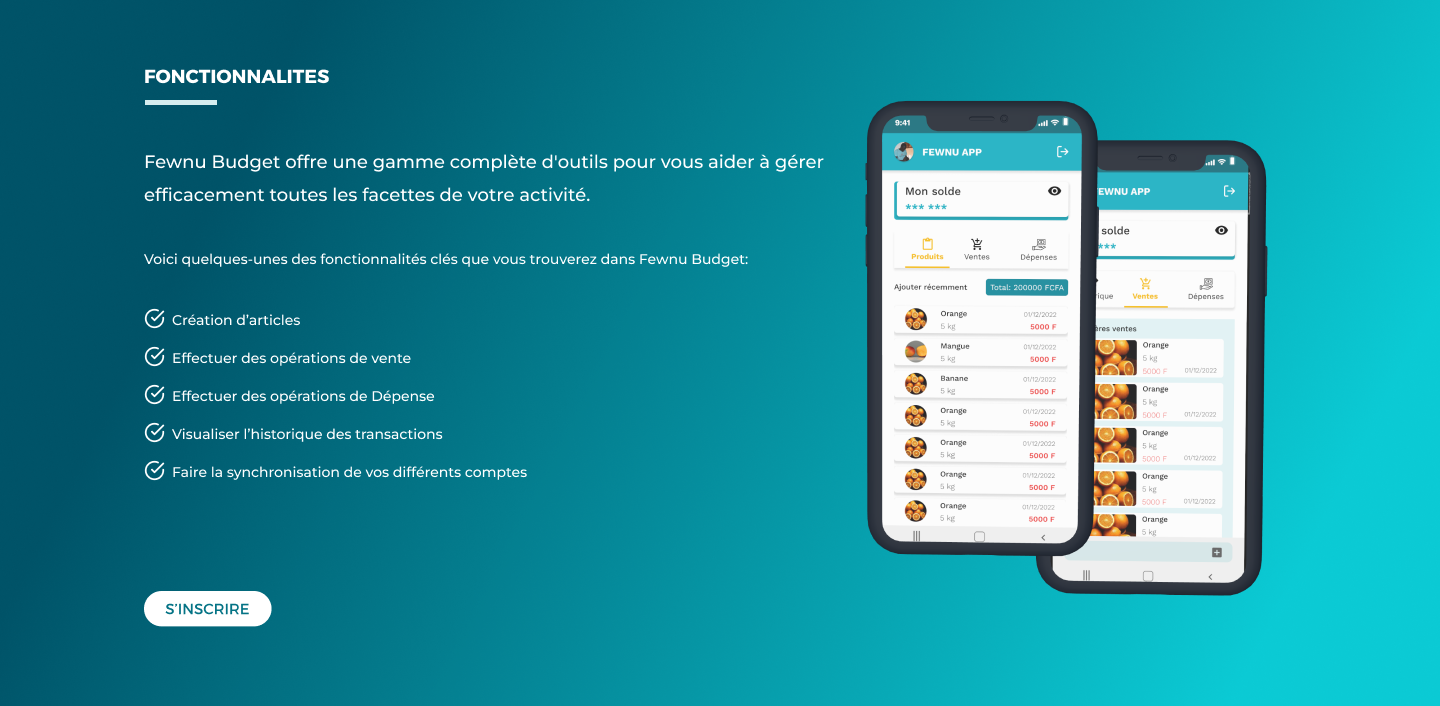 FONCTIONNALITES
Fewnu Budget offre une gamme complète d'outils pour vous aider à gérer
efficacement toutes les facettes de votre activité.
Voici quelques-unes des fonctionnalités clés que vous trouverez dans Fewnu Budget:
Création d’articles
Effectuer des opérations de vente
Effectuer des opérations de Dépense
Visualiser l’historique des transactions
Faire la synchronisation de vos différents comptes
S’INSCRIRE
9:41
FEWNU APP
Mon solde
*** ***
Produits Ventes Dépenses
Ajouter récemment Total: 200000 FCFA
Orange 01/12/2022
5 kg 5000 F
Mangue 01/12/2022
5 kg 5000 F
Banane 01/12/2022
5 kg 5000 F
Orange 01/12/2022
5 kg 5000 F
Orange 01/12/2022
5 kg 5000 F
Orange 01/12/2022
5 kg 5000 F
Orange 01/12/2022
5 kg 5000 F
EWNU APP
solde
***
rique Ventes Dépenses
ères ventes
Orange
5 kg
5000 F 01/12/2022
Orange
5 kg
5000 F 01/12/2022
Orange
5 kg
5000 F 01/12/2022
Orange
5 kg
5000 F 01/12/2022
Orange
5 kg